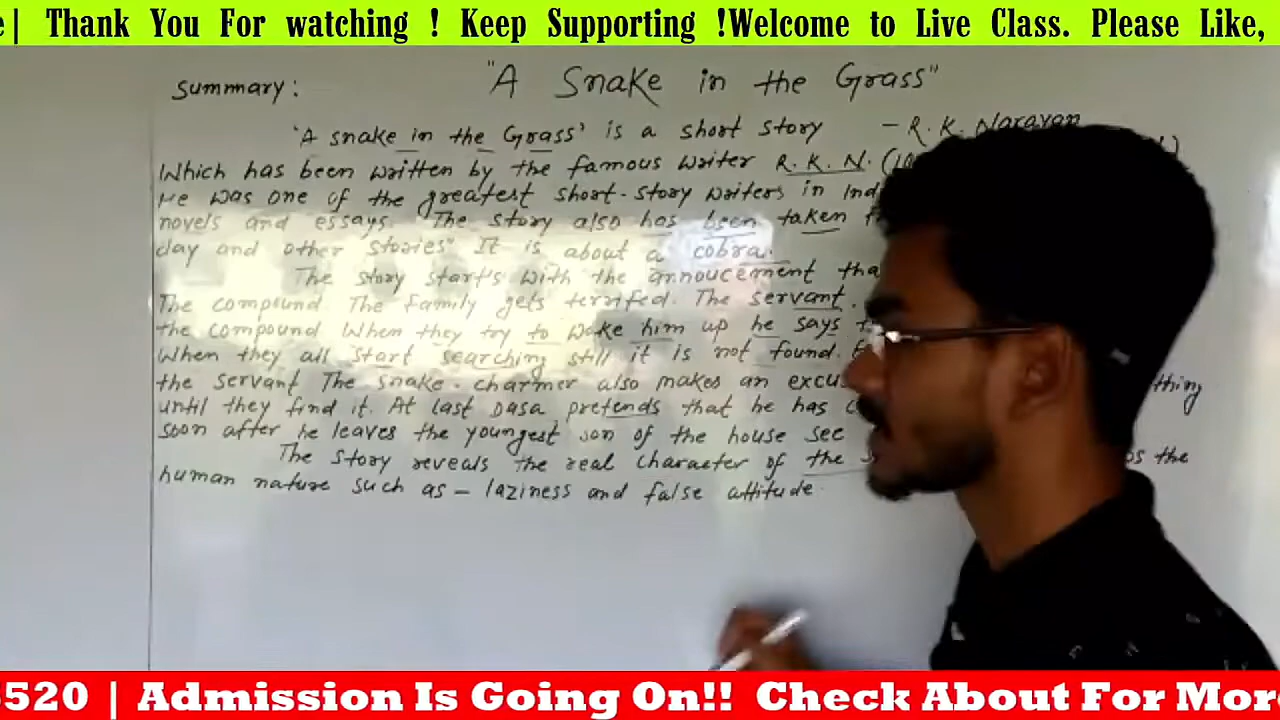 e| Thank You For watching ! Keep Supporting !Welcome to Live Class. Please Like,
Summary: "A Snake in the Grass"
'A snake in the Grass' is a short story - R. K. Narayan
Which has been written by the famous writer R. K. N.
He was one of the greatest short-story writers in Ind
novels and essays. The story also has been taken
day and other stories" It is about a cobra.
The story starts with the annoucement tha
The compound. The family gets terrifed. The servant
the compound When they try to woke him up he says
When they all start searching still it is not found.
the servant The snake-charmer also makes an excus thing
until they find it. At last Dasa pretends that he has
soon after he leaves the youngest son of the house see
The story reveals the real character of the s os the
human nature such as - laziness and false attitude.
3520 | Admission Is Going On!! Check About For Mor